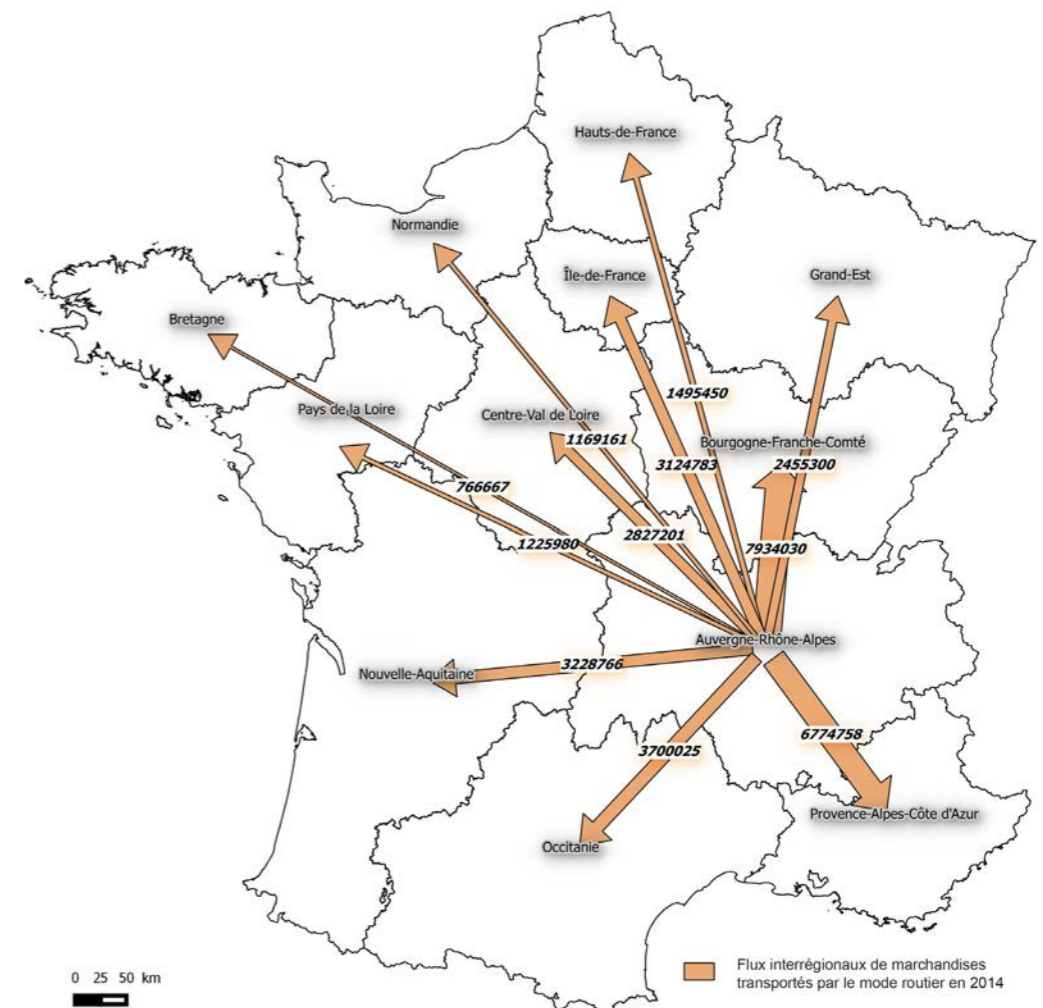 Hauts-de-France
Normandie
Île-de-France
Grand-Est
Bretagne
1495450
Pays de la Loire
Centre-Val de Loire
1169161
Bourgogne-Franche-Comté
3124783
2455300
766667
2827201
1225980
7934030
Auvergne-Rhône-Alpes
3228766
Nouvelle-Aquitaine
6774758
3700025
Provence-Alpes-Côte d'Azur
Occitanie
0 25 50 km
Flux interrégionaux de marchandises
transportés par le mode routier en 2014